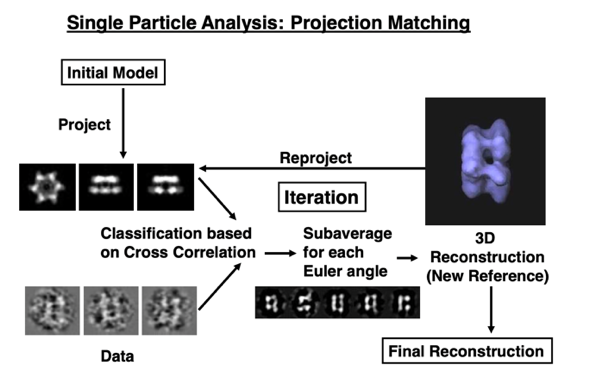 Single Particle Analysis: Projection Matching
Initial Model
Project
Reproject
Iteration
Classification based
on Cross Correlation
Subaverage
for each
Euler angle
3D
Reconstruction
(New Reference)
Data
Final Reconstruction